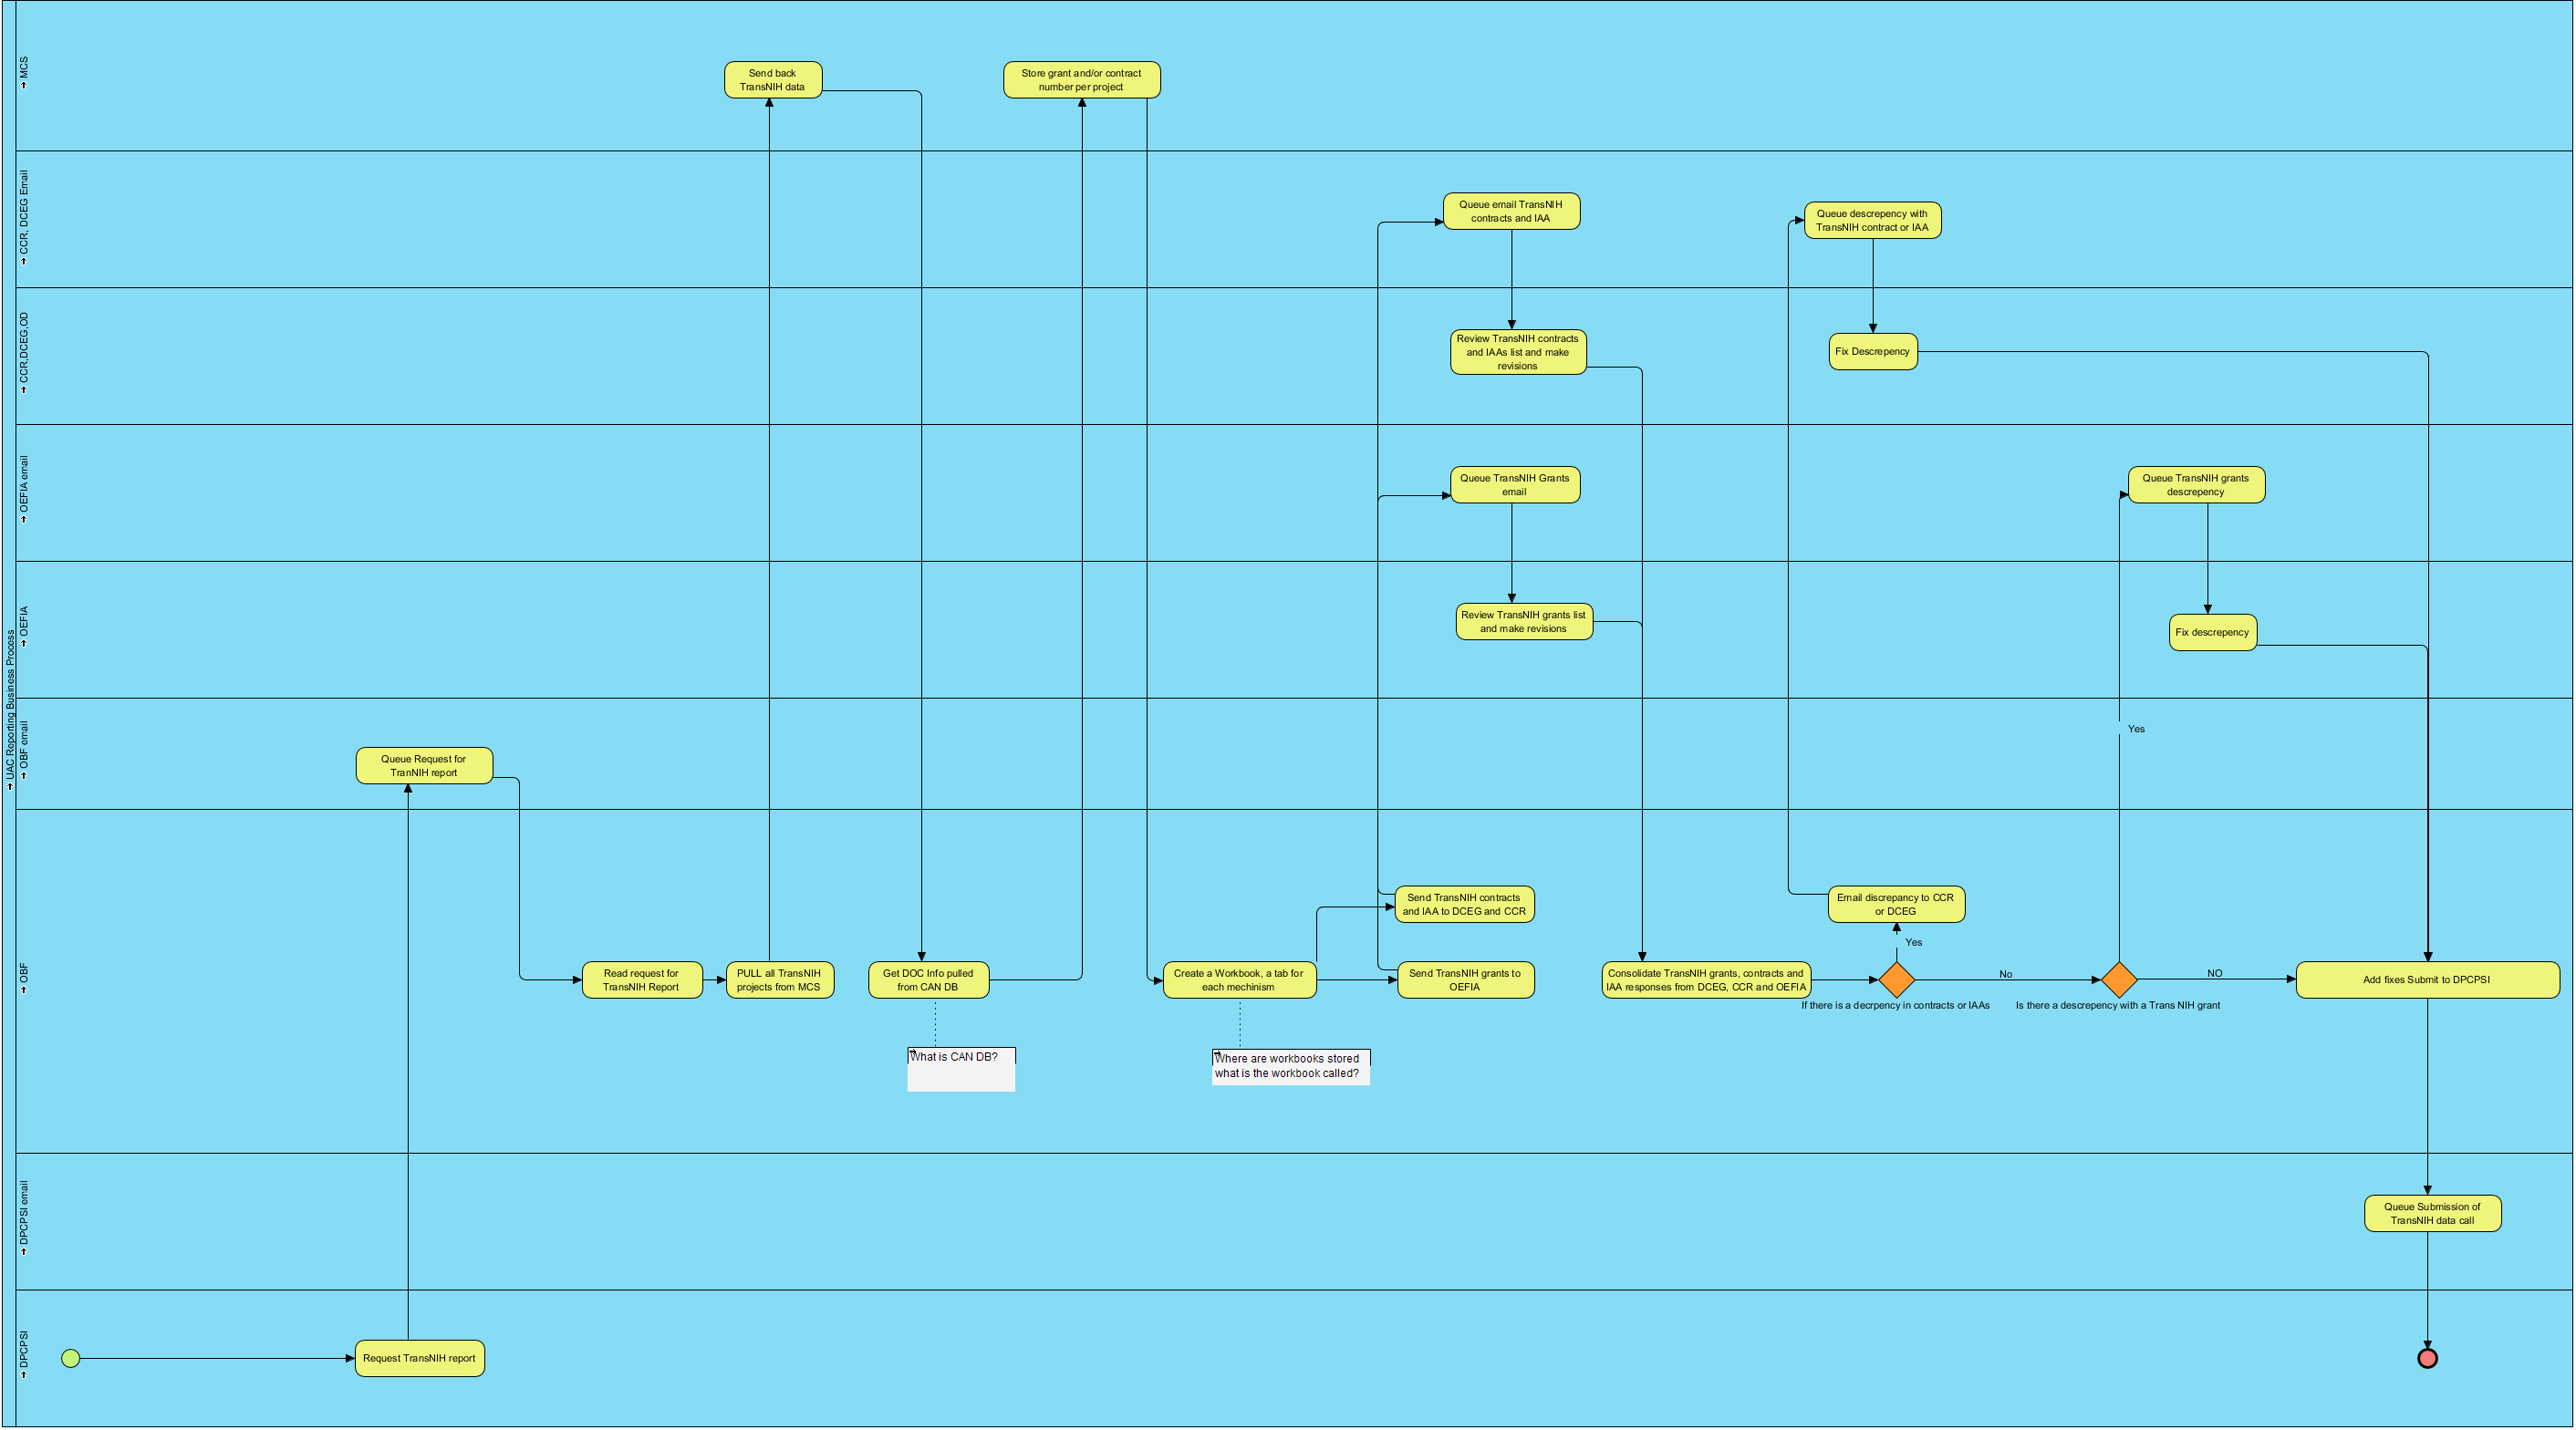 UAC Reporting Business Process
MCS
Send back
TransNIH data
Store grant and/or contract
number per project
CCR, DCEG Email
Queue email TransNIH
contracts and IAA
Queue descrepency with
TransNIH contract or IAA
CCR,DCEG,OD
Review TransNIH contracts
and IAAs list and make
revisions
Fix Descrepency
OEFIA email
Queue TransNIH Grants
email
Queue TransNIH grants
descrepency
OEFIA
Review TransNIH grants list
and make revisions
Fix descrepency
OBF email
Queue Request for
TranNIH report
Yes
OBF
Send TransNIH contracts
and IAA to DCEG and CCR
Email discrepancy to CCR
or DCEG
Yes
Read request for
TransNIH Report
PULL all TransNIH
projects from MCS
Get DOC Info pulled
from CAN DB
Create a Workbook, a tab for
each mechinism
Send TransNIH grants to
OEFIA
Consolidate TransNIH grants, contracts and
IAA responses from DCEG, CCR and OEFIA
No
NO
Add fixes Submit to DPCPSI
If there is a decrpency in contracts or IAAs
Is there a descrepency with a Trans NIH grant
What is CAN DB?
Where are workbooks stored
what is the workbook called?
DPCPSI email
Queue Submission of
TransNIH data call
DPCPSI
Request TransNIH report